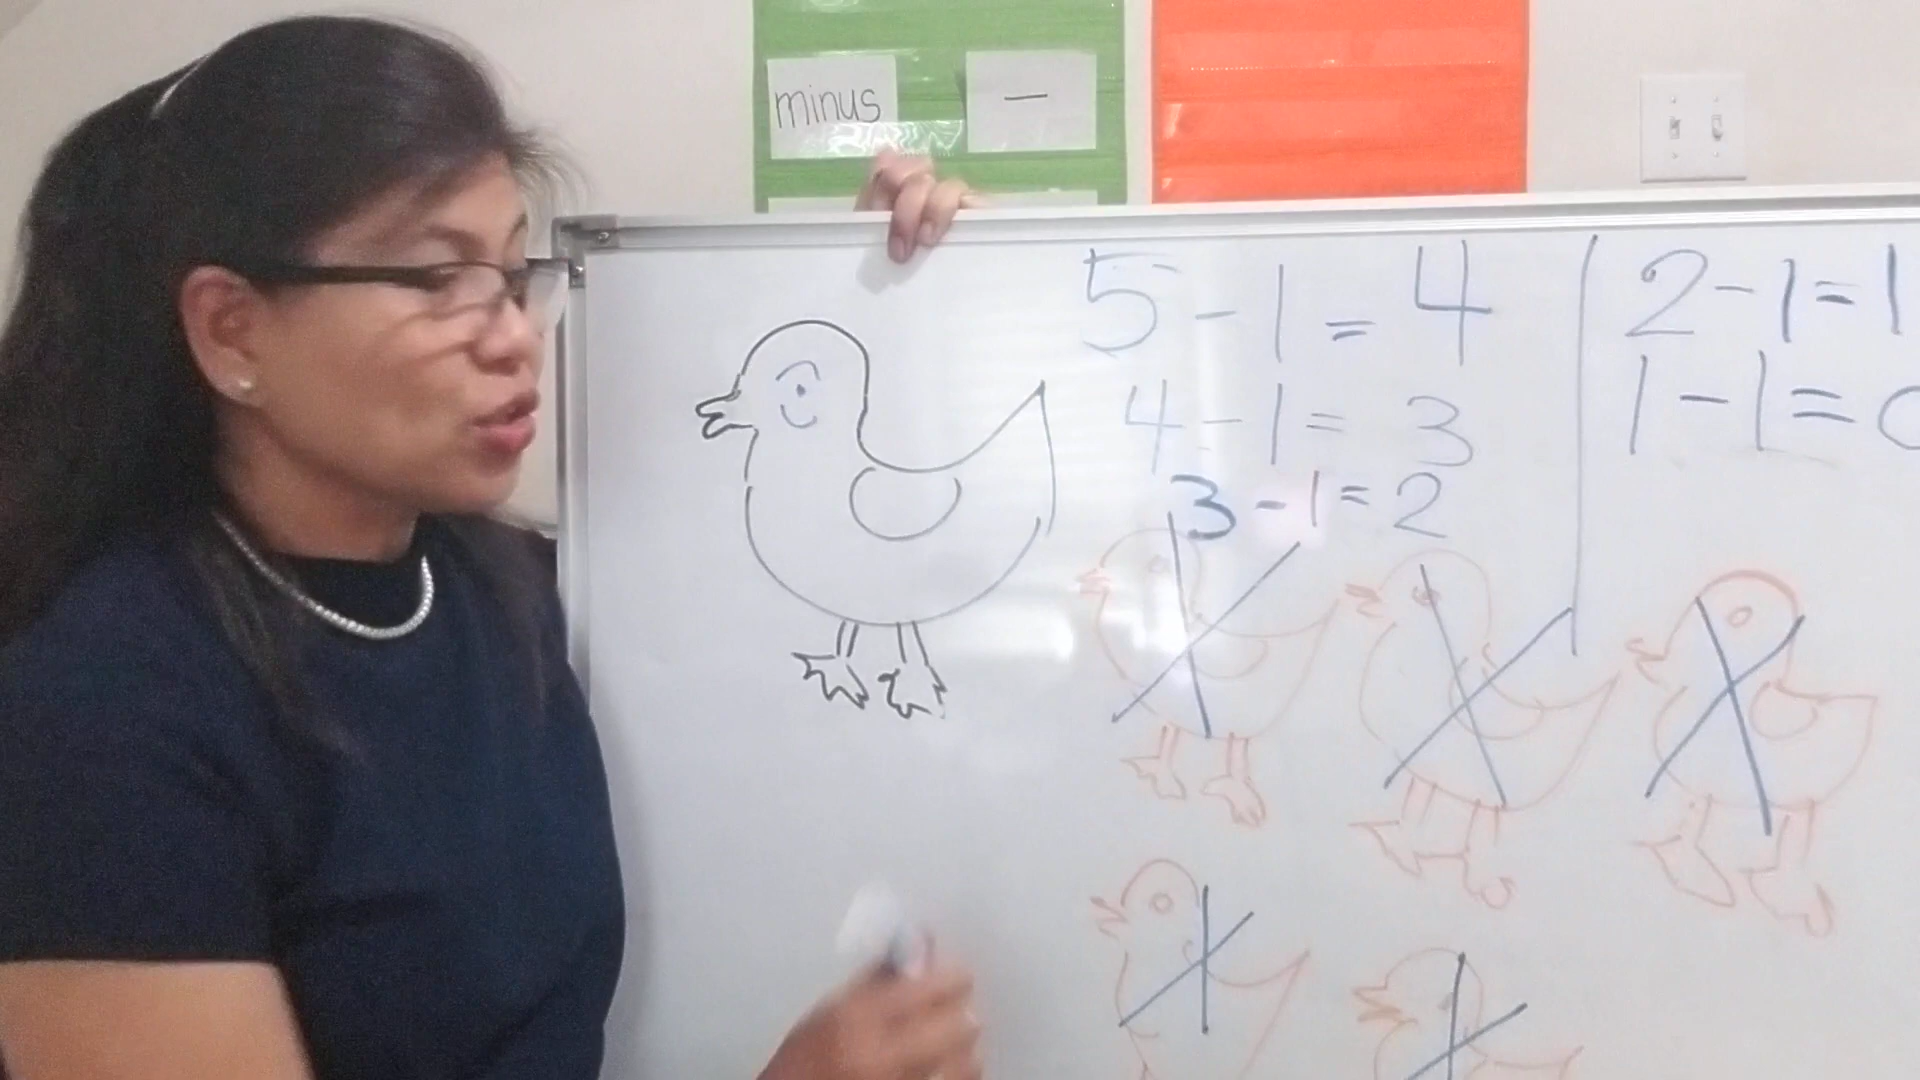 minus –
5 - 1 = 4
4 - 1 = 3
3 - 1 = 2
2 - 1 = 1
1 - 1 = 0